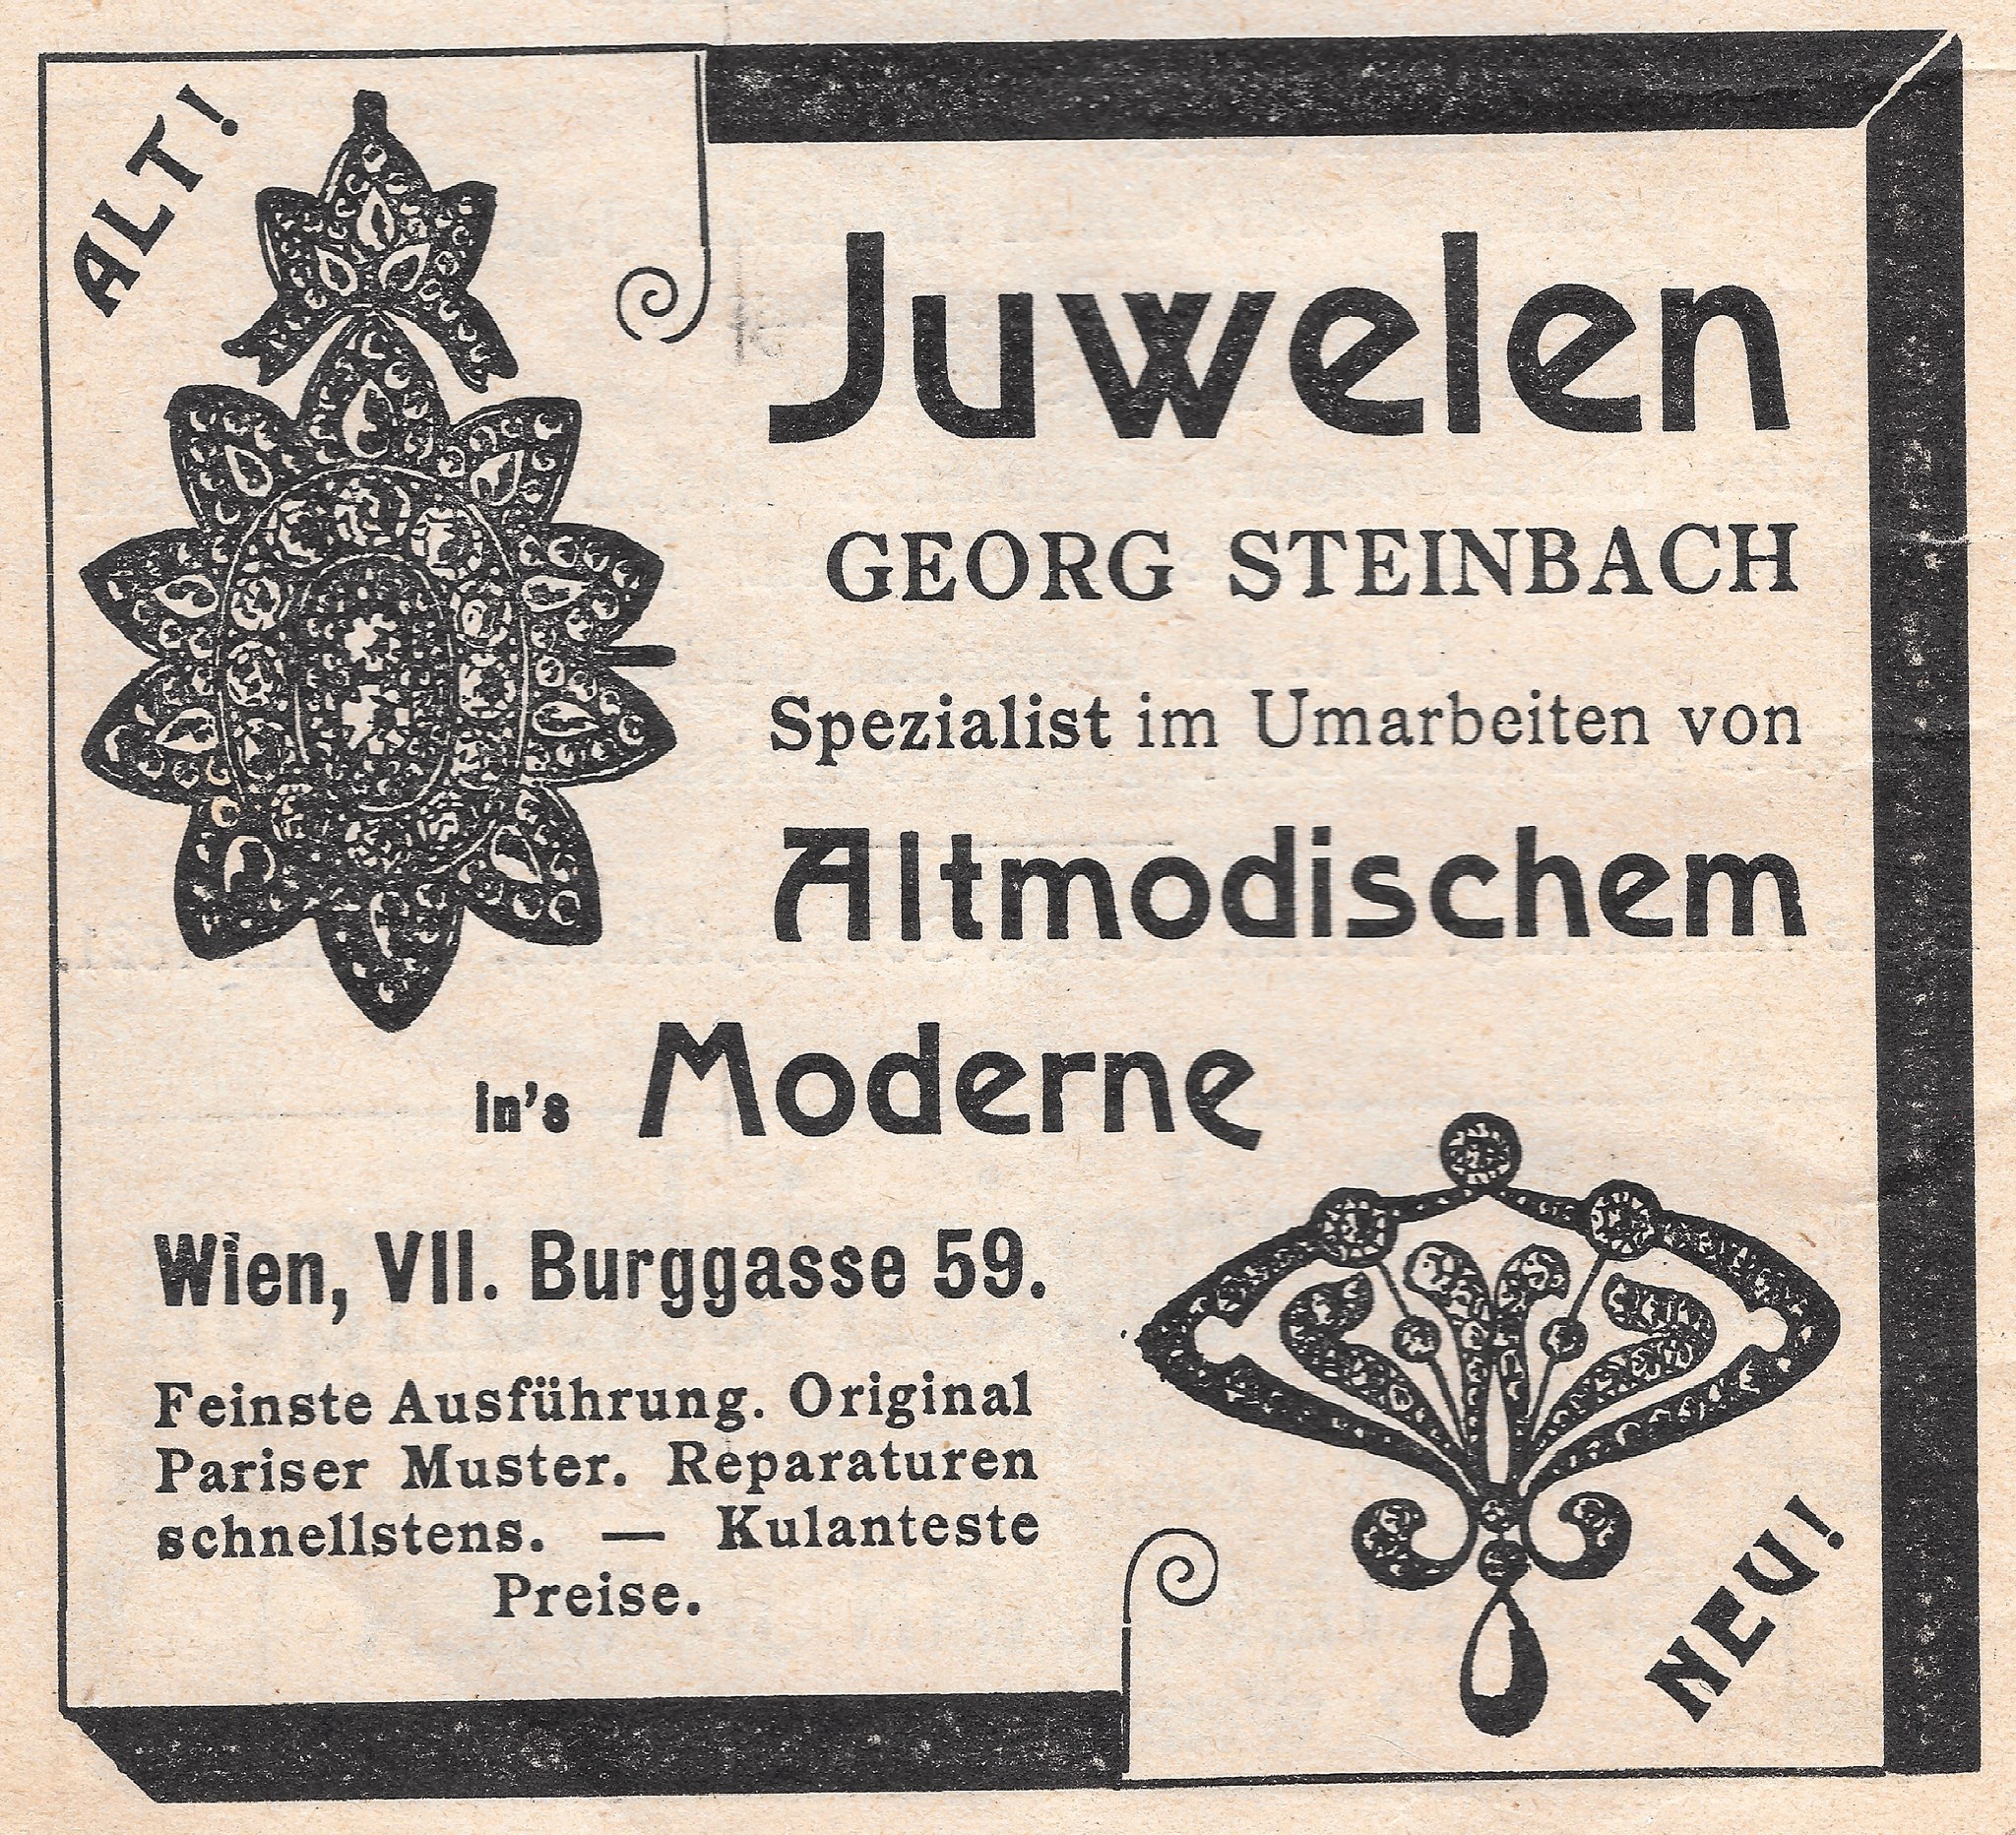 ALT!
Juwelen
GEORG STEINBACH
Spezialist im Umarbeiten von
Altmodischem
in's Moderne
Wien, VII. Burggasse 59.
Feinste Ausführung. Original
Pariser Muster. Reparaturen
schnellstens. — Kulanteste
Preise.
NEU!